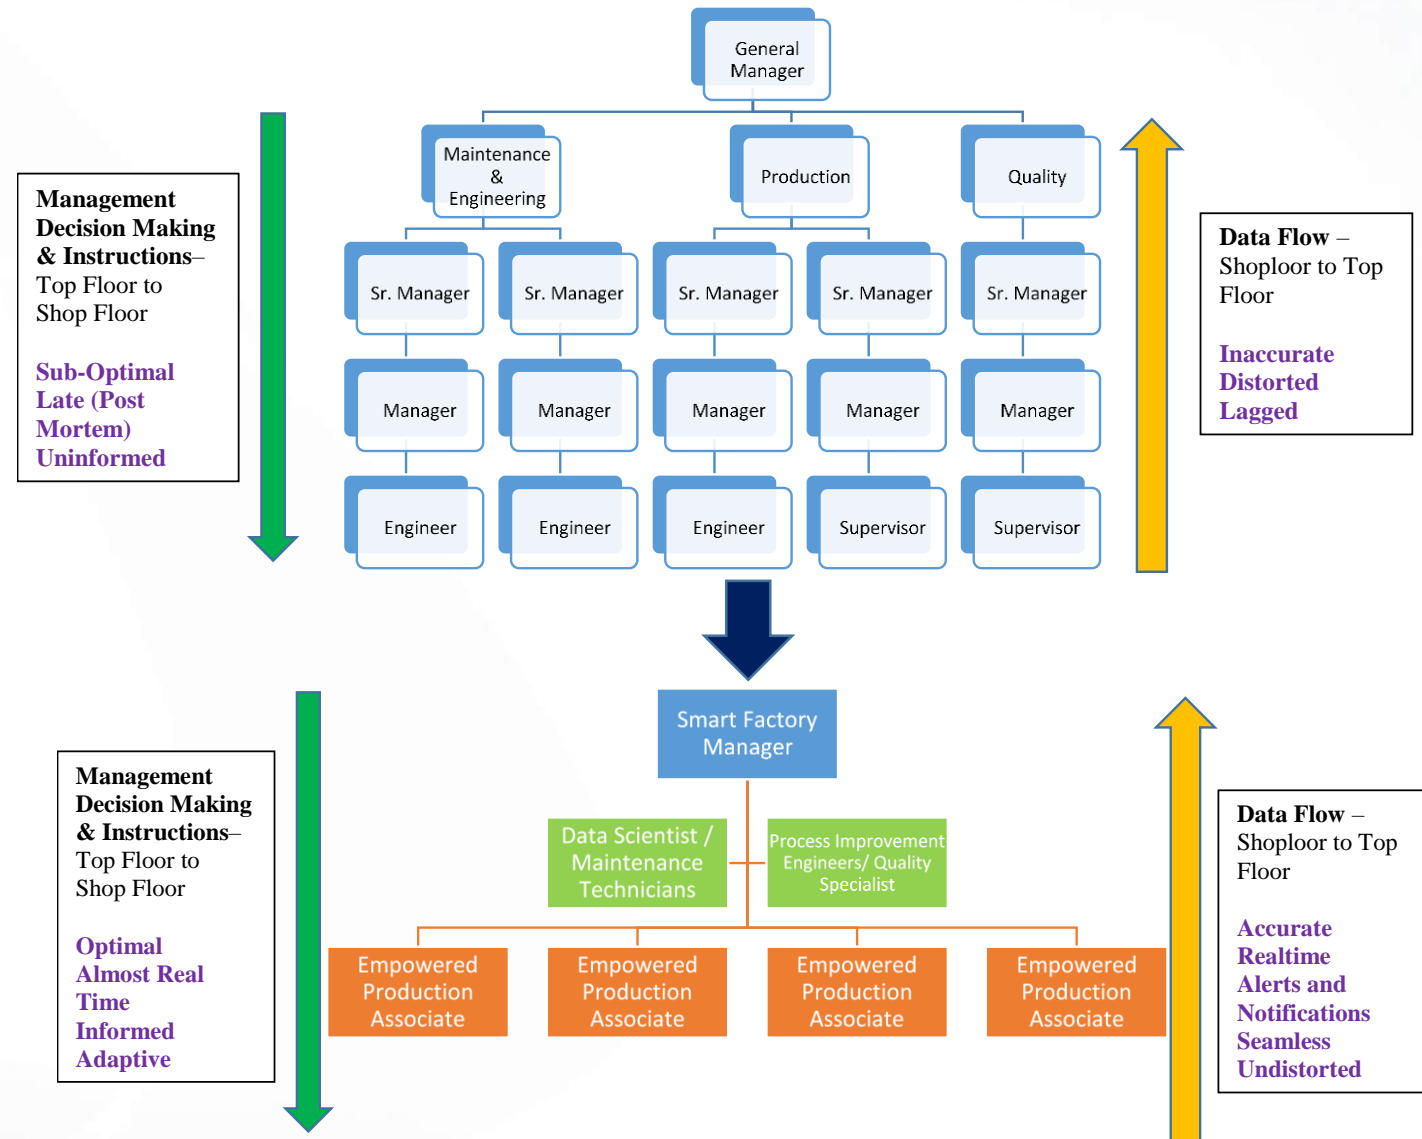 General
Manager
Maintenance
&
Engineering
Production
Quality
Management
Decision Making
& Instructions–
Top Floor to
Shop Floor
Sub-Optimal
Late (Post
Mortem)
Uninformed
Sr. Manager
Sr. Manager
Sr. Manager
Sr. Manager
Sr. Manager
Manager
Manager
Manager
Manager
Manager
Engineer
Engineer
Engineer
Supervisor
Supervisor
Data Flow –
Shoploor to Top
Floor
Inaccurate
Distorted
Lagged
Smart Factory
Manager
Management
Decision Making
& Instructions–
Top Floor to
Shop Floor
Optimal
Almost Real
Time
Informed
Adaptive
Data Scientist /
Maintenance
Technicians
Process Improvement
Engineers/ Quality
Specialist
Empowered
Production
Associate
Empowered
Production
Associate
Empowered
Production
Associate
Empowered
Production
Associate
Data Flow –
Shoploor to Top
Floor
Accurate
Realtime
Alerts and
Notifications
Seamless
Undistorted